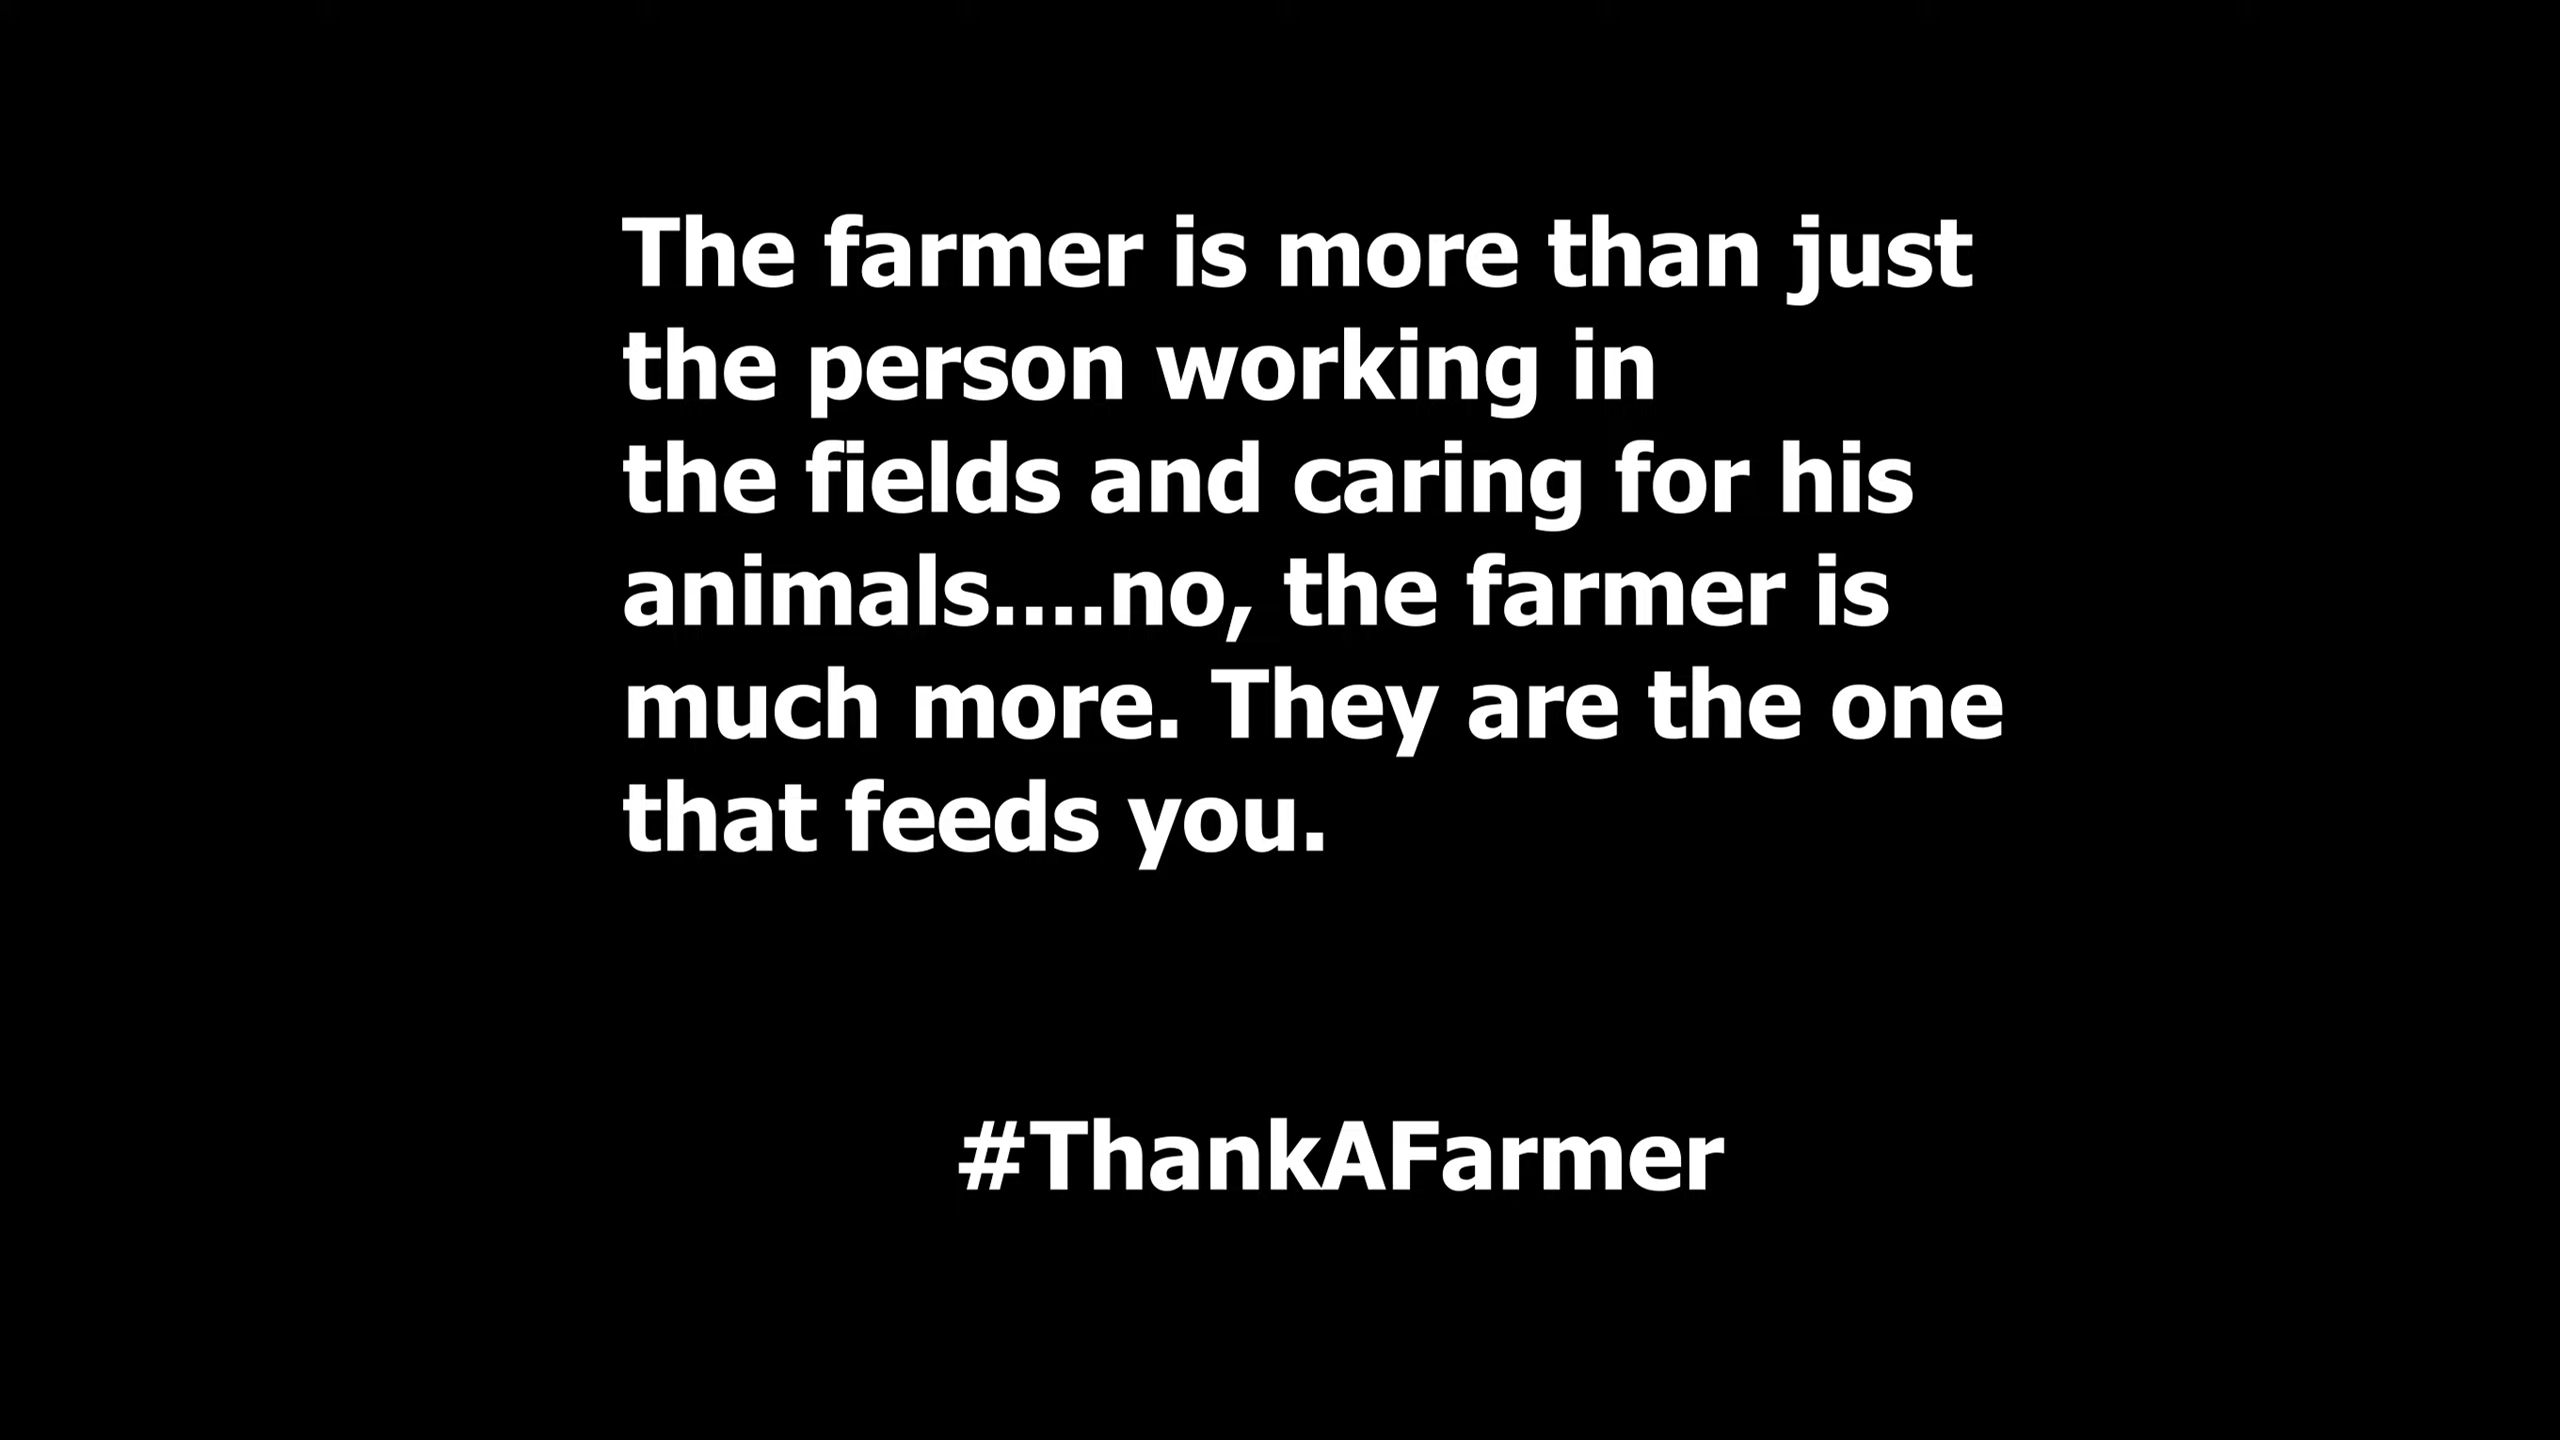 The farmer is more than just
the person working in
the fields and caring for his
animals....no, the farmer is
much more. They are the one
that feeds you.
#ThankAFarmer